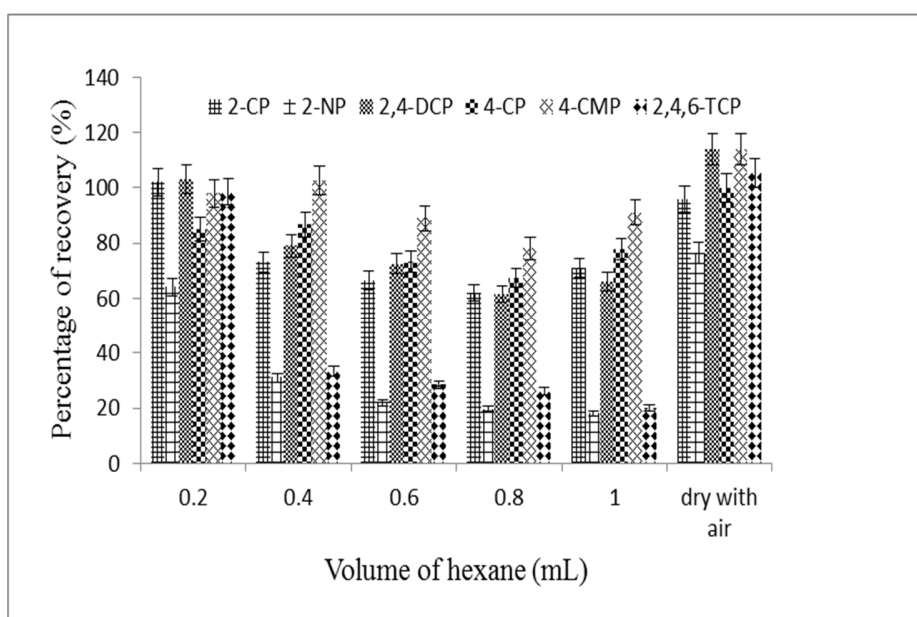 Percentage of recovery (%)
140
120
100
80
60
40
20
0
2-CP 2-NP 2,4-DCP 4-CP 4-CMP 2,4,6-TCP
0.2 0.4 0.6 0.8 1 dry with
air
Volume of hexane (mL)